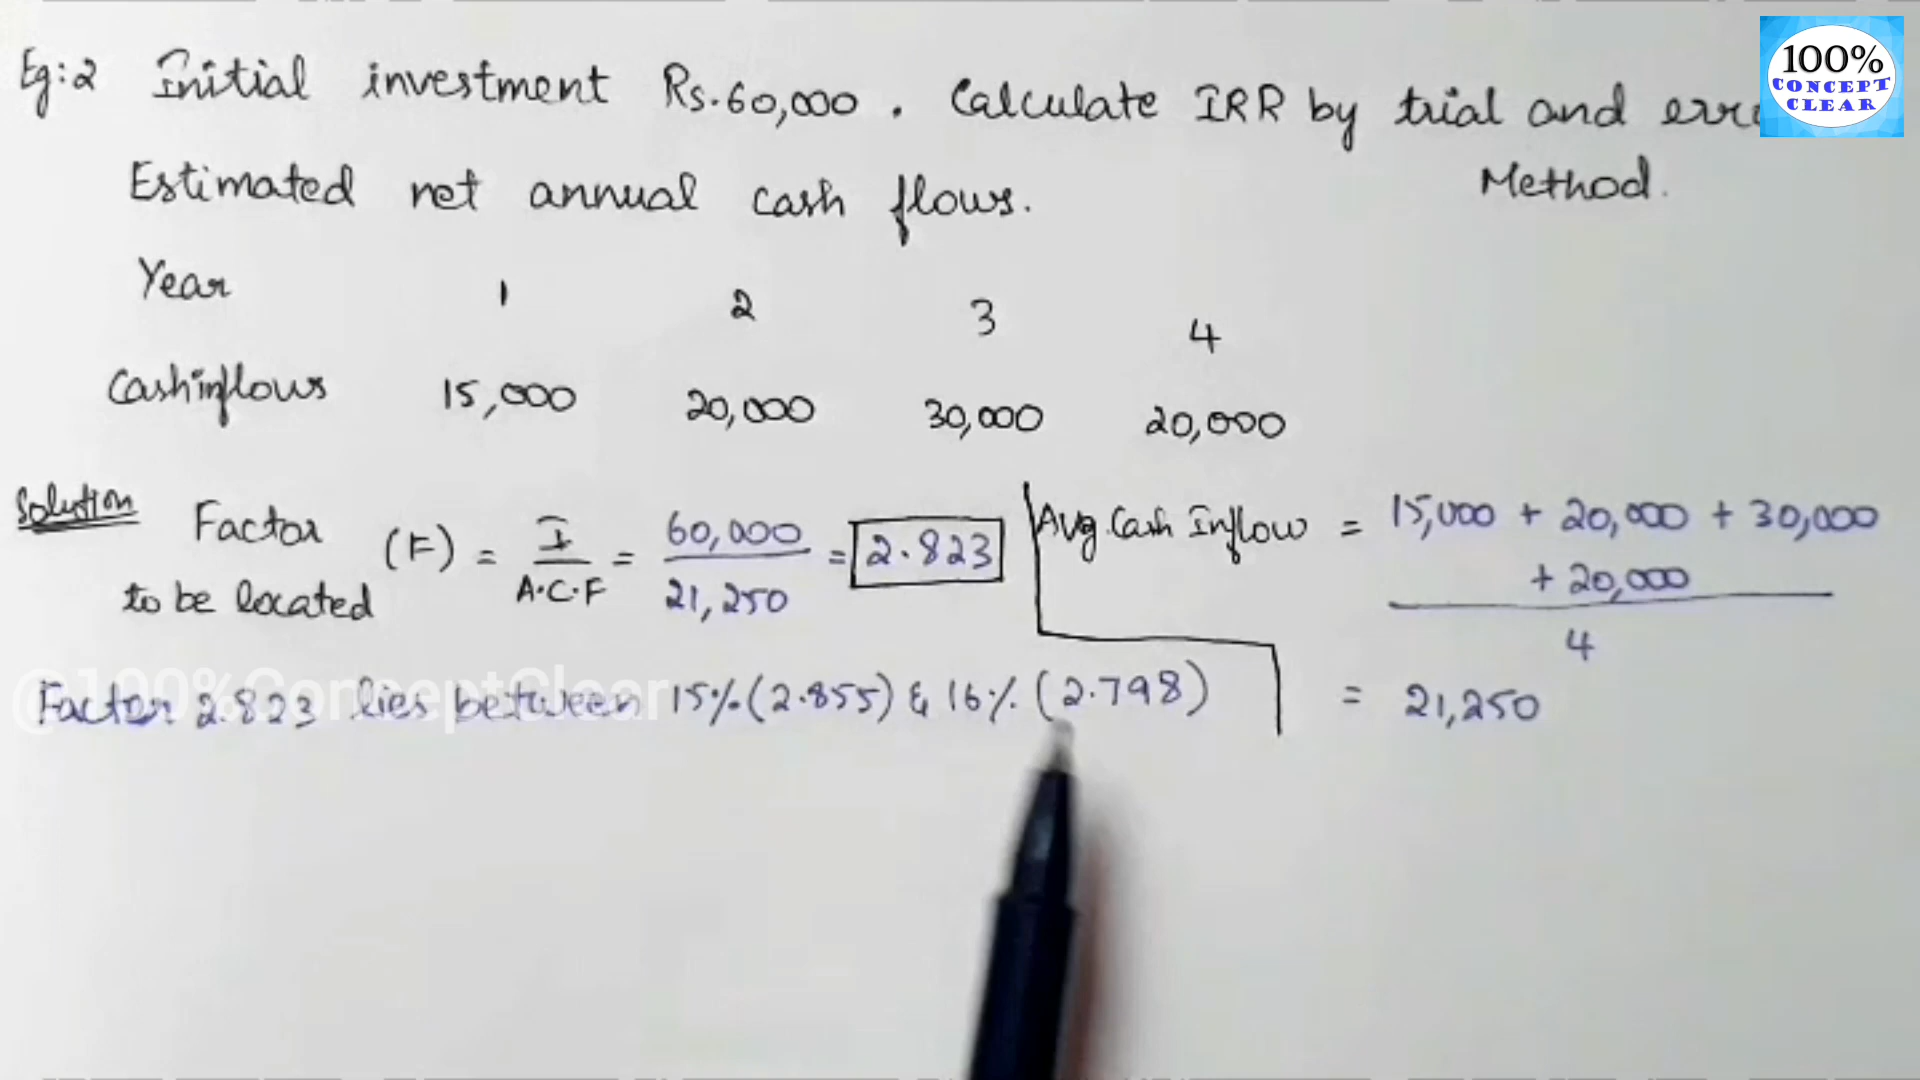 Eg:2 Initial investment Rs.60,000. Calculate IRR by trial and
Method.
Estimated net annual cash flows.
Year 1 2 3 4
Cashinflows 15,000 20,000 30,000 20,000
Solution Factor to be located (F) = I / A.C.F = 60,000 / 21,250 = 2.823
Avg. Cash Inflow = 15,000 + 20,000 + 30,000
+ 20,000
4
= 21,250
Factor 2.823 lies between 15% (2.855) & 16% (2.798)
@100%ConceptClear
100%
CONCEPT
CLEAR